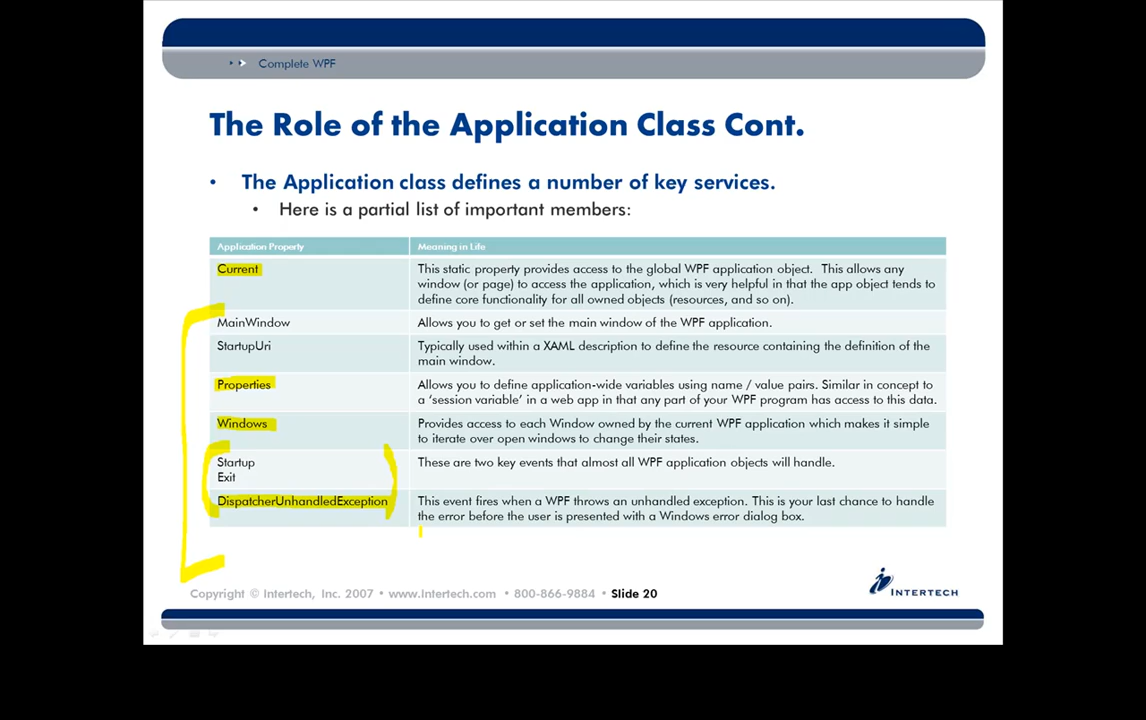 Complete WPF
The Role of the Application Class Cont.
• The Application class defines a number of key services.
• Here is a partial list of important members:
Application Property Meaning in Life
Current This static property provides access to the global WPF application object. This allows any
window (or page) to access the application, which is very helpful in that the app object tends to
define core functionality for all owned objects (resources, and so on).
MainWindow Allows you to get or set the main window of the WPF application.
StartupUri Typically used within a XAML description to define the resource containing the definition of the
main window.
Properties Allows you to define application-wide variables using name / value pairs. Similar in concept to
a ‘session variable’ in a web app in that any part of your WPF program has access to this data.
Windows Provides access to each Window owned by the current WPF application which makes it simple
to iterate over open windows to change their states.
Startup These are two key events that almost all WPF application objects will handle.
Exit
DispatcherUnhandledException This event fires when a WPF throws an unhandled exception. This is your last chance to handle
the error before the user is presented with a Windows error dialog box.
Copyright © Intertech, Inc. 2007 • www.Intertech.com • 800-866-9884 • Slide 20
INTERTECH